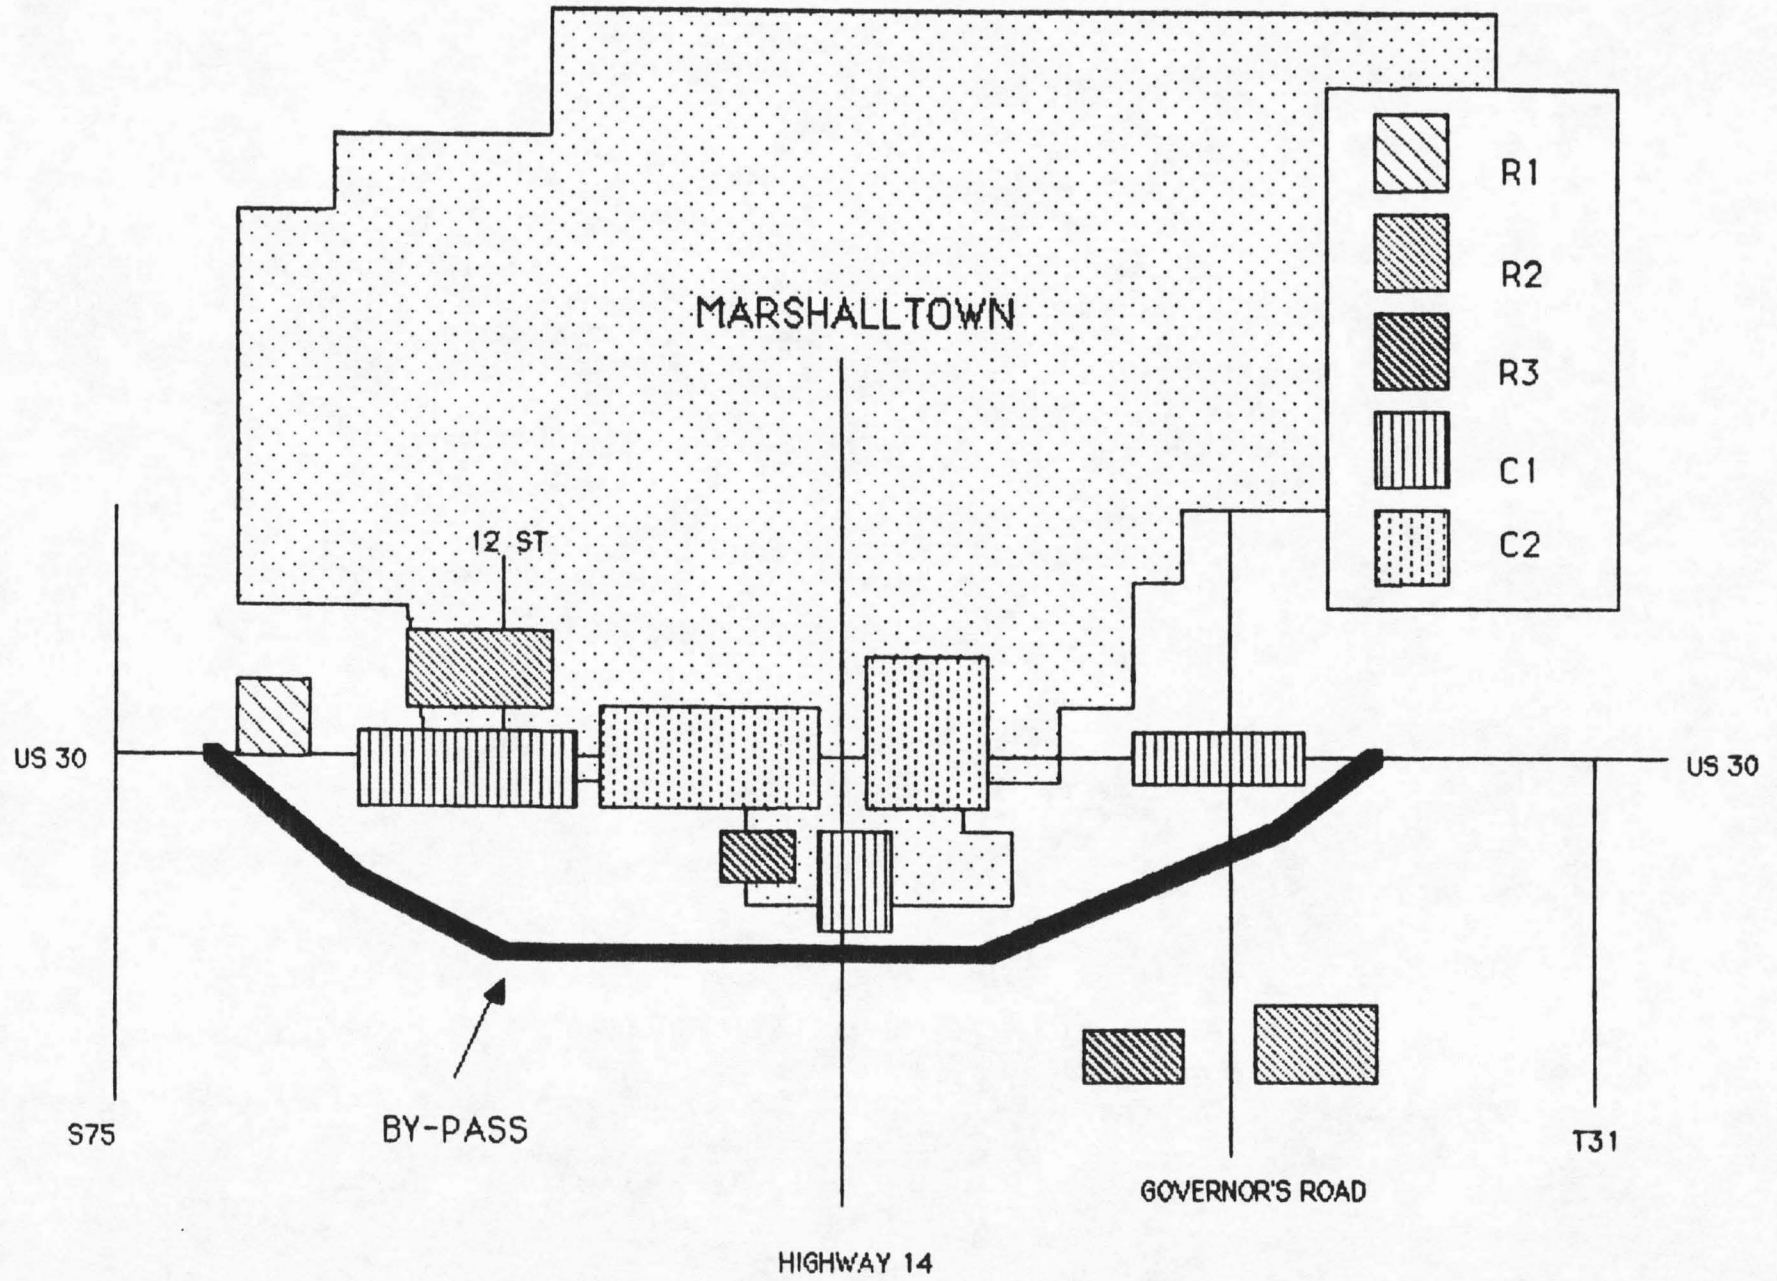 R1
R2
MARSHALLTOWN
R3
C1
12 ST
C2
US 30
US 30
BY-PASS
S75
T31
GOVERNOR'S ROAD
HIGHWAY 14